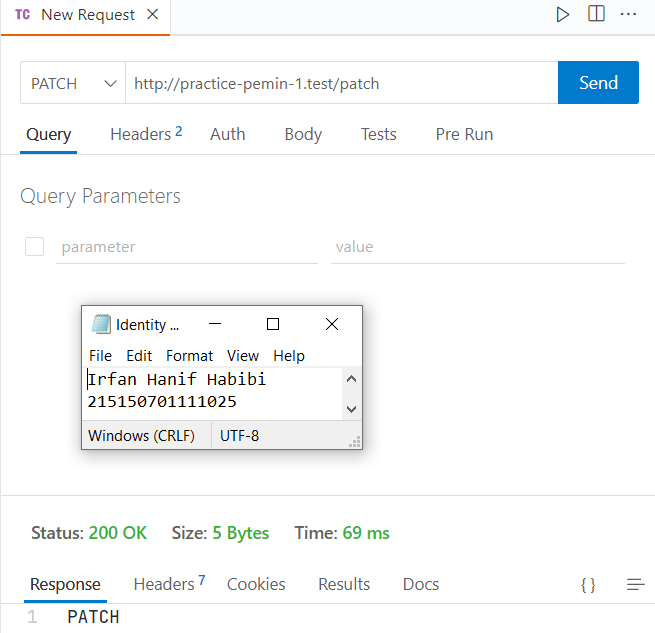 TC New Request
PATCH http://practice-pemin-1.test/patch Send
Query Headers 2 Auth Body Tests Pre Run
Query Parameters
parameter value
Identity ...
File Edit Format View Help
Irfan Hanif Habibi
215150701111025
Windows (CRLF) UTF-8
Status: 200 OK Size: 5 Bytes Time: 69 ms
Response Headers 7 Cookies Results Docs { }
1 PATCH